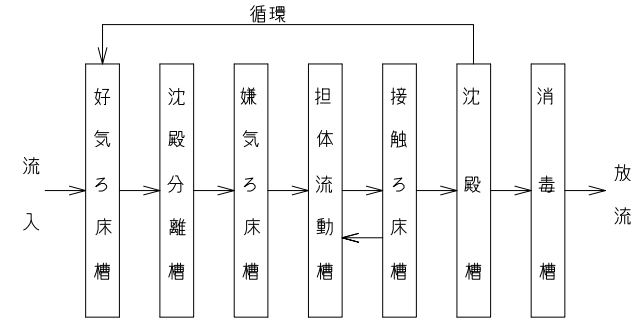 循環
流入
好気ろ床槽
沈殿分離槽
嫌気ろ床槽
担体流動槽
接触ろ床槽
沈殿槽
消毒槽
放流